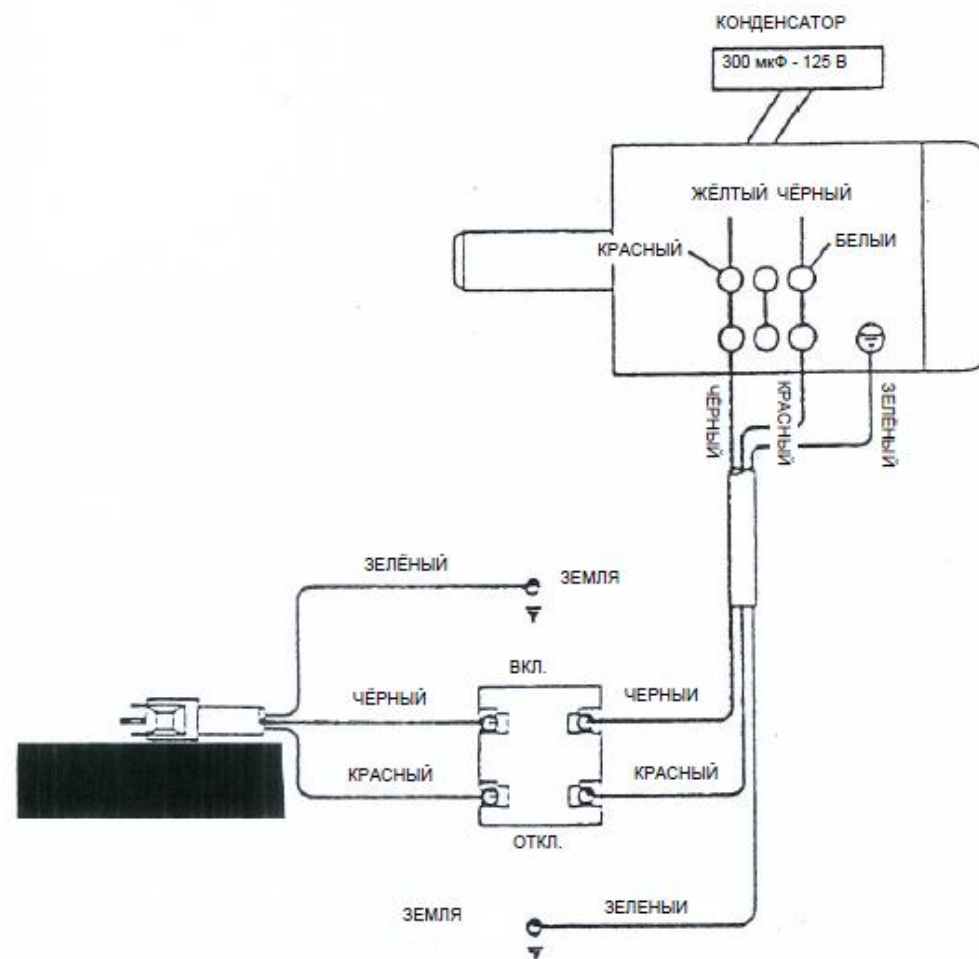 КОНДЕНСАТОР
300 мкФ - 125 В
ЖЁЛТЫЙ ЧЁРНЫЙ
КРАСНЫЙ
БЕЛЫИ
ЧЁРНЫЙ
КРАСНЫЙ
ЗЕЛЁНЫЙ
ЗЕЛЁНЫЙ
ЗЕМЛЯ
ВКЛ.
ЧЁРНЫЙ
ЧЕРНЫИ
КРАСНЫЙ
КРАСНЫЙ
ОТКЛ.
ЗЕМЛЯ
ЗЕЛЕНЫИ